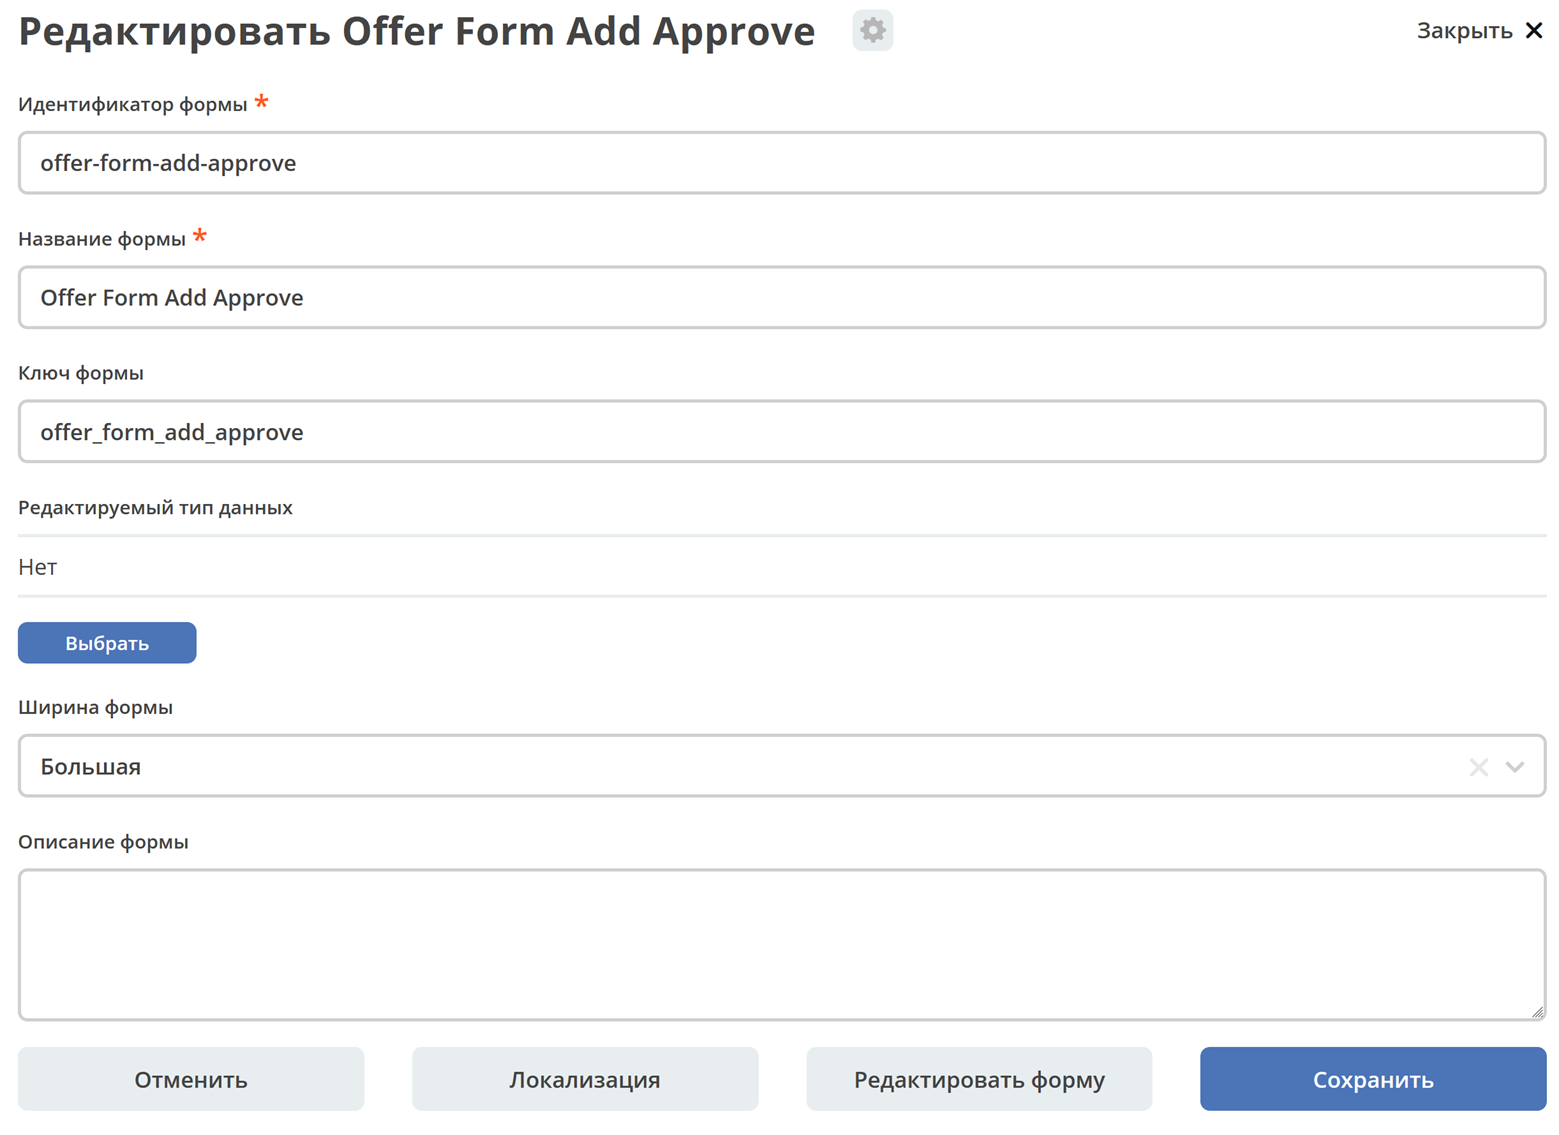 Редактировать Offer Form Add Approve
Закрыть
Идентификатор формы *
offer-form-add-approve
Название формы *
Offer Form Add Approve
Ключ формы
offer_form_add_approve
Редактируемый тип данных
Нет
Выбрать
Ширина формы
Большая
Описание формы
Отменить
Локализация
Редактировать форму
Сохранить